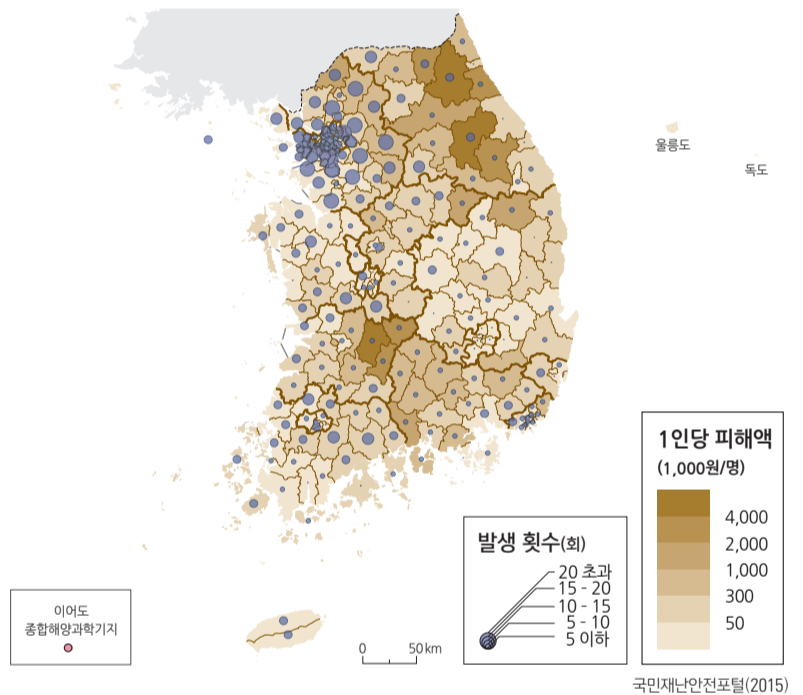 울릉도
독도
1인당 피해액
(1,000원/명)
4,000
2,000
1,000
300
50
발생 횟수(회)
20 초과
15 - 20
10 - 15
5 - 10
5 이하
이어도
종합해양과학기지
0 50 km
국민재난안전포털(2015)